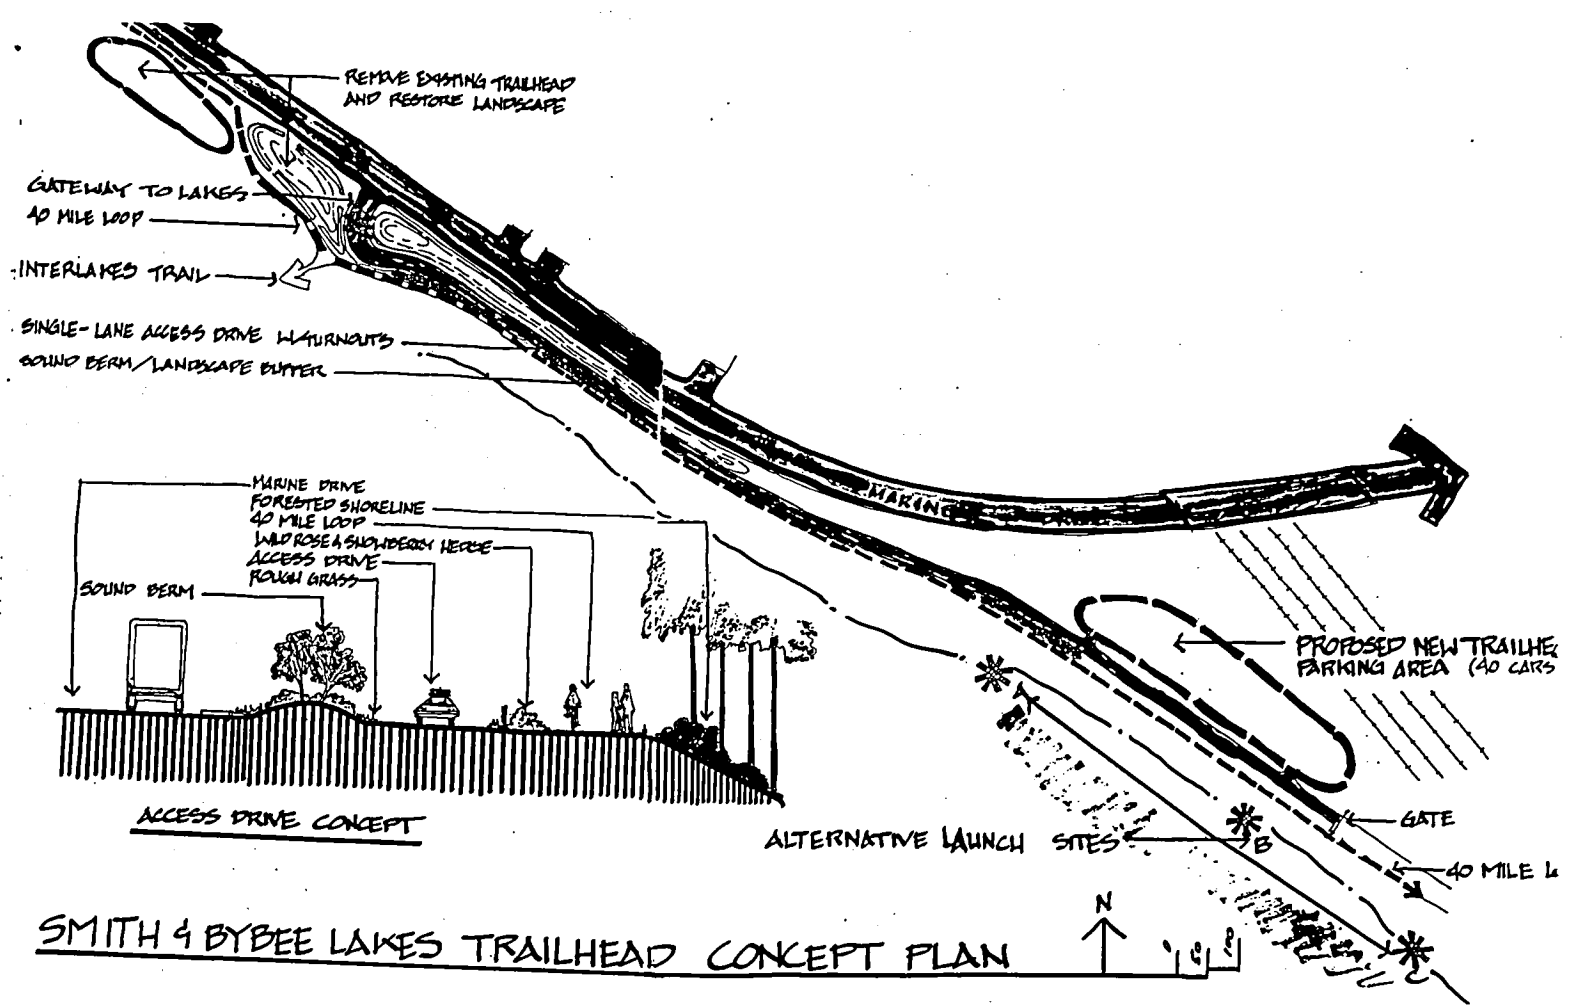 REMOVE EXISTING TRAILHEAD
AND RESTORE LANDSCAPE
GATEWAY TO LAKES
40 MILE LOOP
INTERLAKES TRAIL
SINGLE-LANE ACCESS DRIVE W/TURNOUTS
SOUND BERM/LANDSCAPE BUFFER
MARINE DRIVE
FORESTED SHORELINE
40 MILE LOOP
WILD ROSE & SNOWBERRY HEDGE
ACCESS DRIVE
ROUGH GRASS
SOUND BERM
MARINE
PROPOSED NEW TRAILHE
PARKING AREA (40 CARS
GATE
ALTERNATIVE LAUNCH SITES
B
40 MILE L
C
ACCESS DRIVE CONCEPT
SMITH & BYBEE LAKES TRAILHEAD CONCEPT PLAN
N
0 50 100